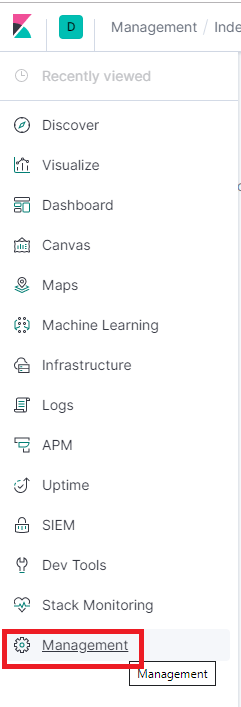 D Management / Inde
Recently viewed
Discover
Visualize
Dashboard
Canvas
Maps
Machine Learning
Infrastructure
Logs
APM
Uptime
SIEM
Dev Tools
Stack Monitoring
Management
Management